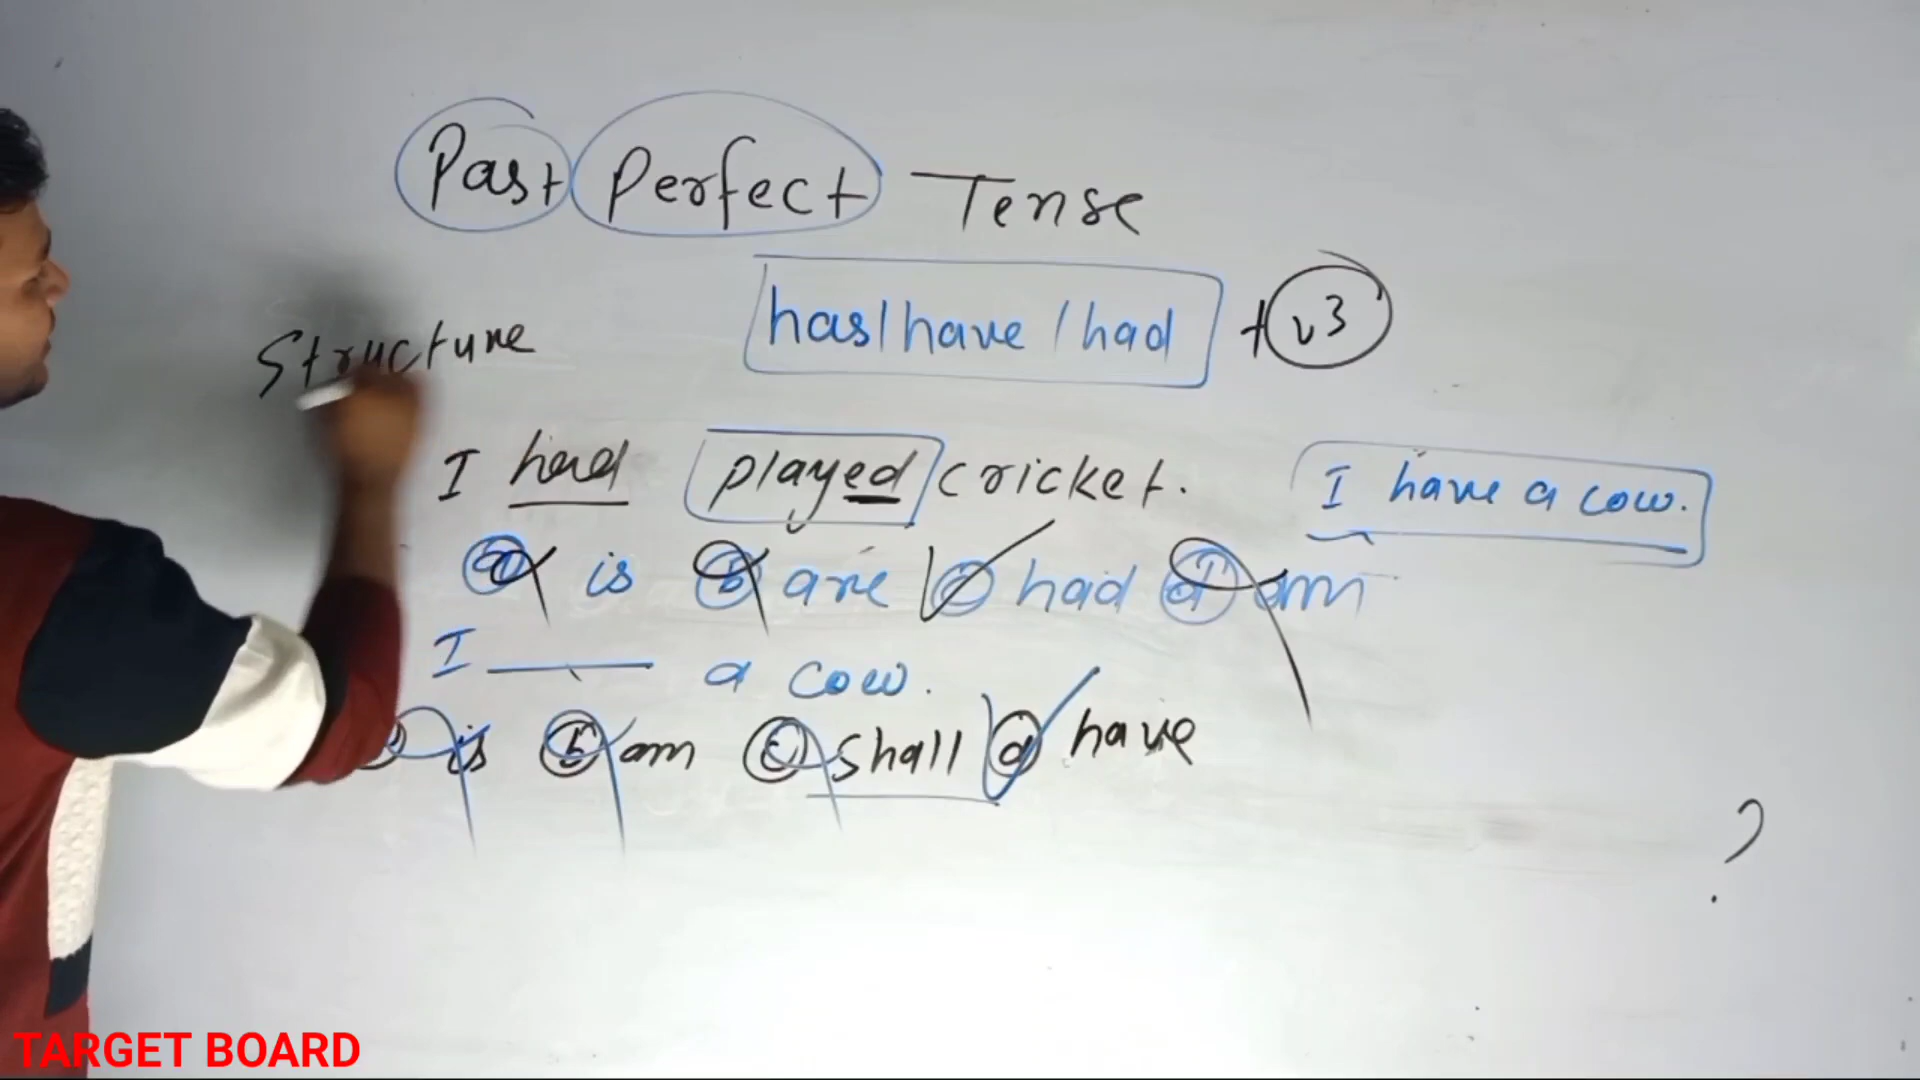 Past Perfect Tense
has/have/had + v3
Structure
I had played cricket.
I have a cow.
is are had am
I ______ a cow.
is b am c shall d have
?
TARGET BOARD